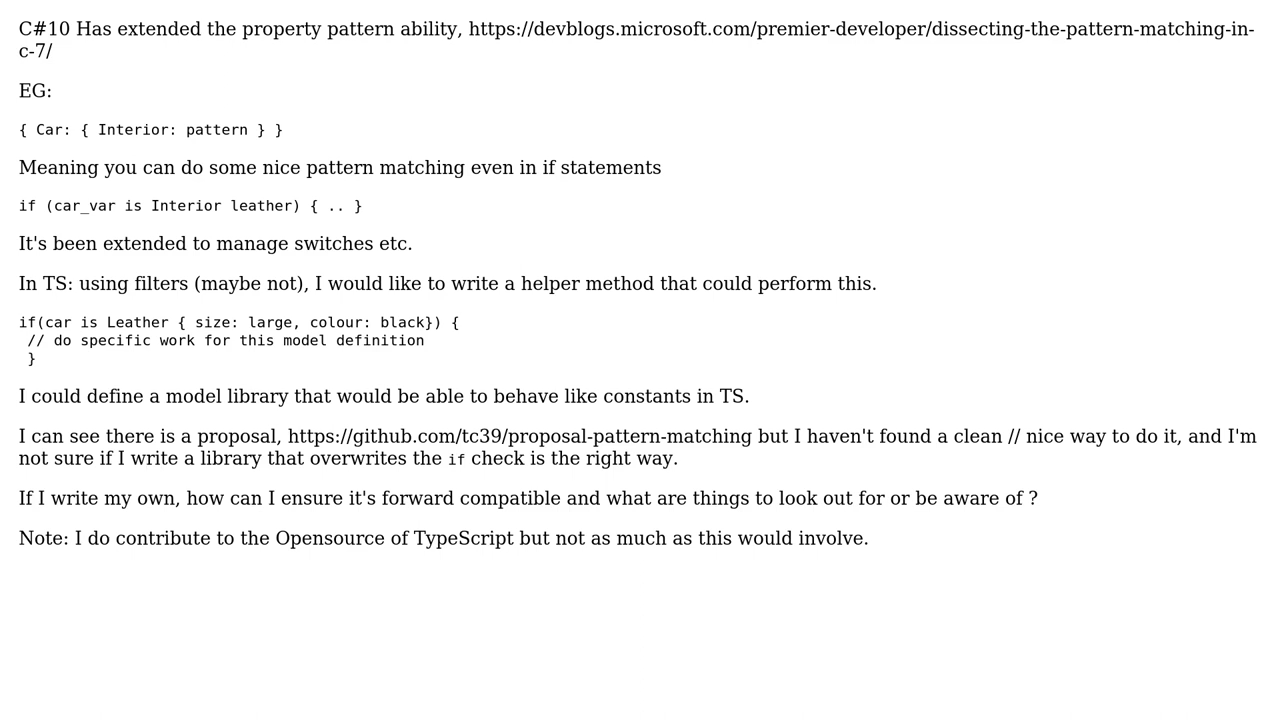 C#10 Has extended the property pattern ability, https://devblogs.microsoft.com/premier-developer/dissecting-the-pattern-matching-in-
c-7/
EG:
{ Car: { Interior: pattern } }
Meaning you can do some nice pattern matching even in if statements
if (car_var is Interior leather) { .. }
It's been extended to manage switches etc.
In TS: using filters (maybe not), I would like to write a helper method that could perform this.
if(car is Leather { size: large, colour: black}) {
 // do specific work for this model definition
 }
I could define a model library that would be able to behave like constants in TS.
I can see there is a proposal, https://github.com/tc39/proposal-pattern-matching but I haven't found a clean // nice way to do it, and I'm
not sure if I write a library that overwrites the if check is the right way.
If I write my own, how can I ensure it's forward compatible and what are things to look out for or be aware of ?
Note: I do contribute to the Opensource of TypeScript but not as much as this would involve.